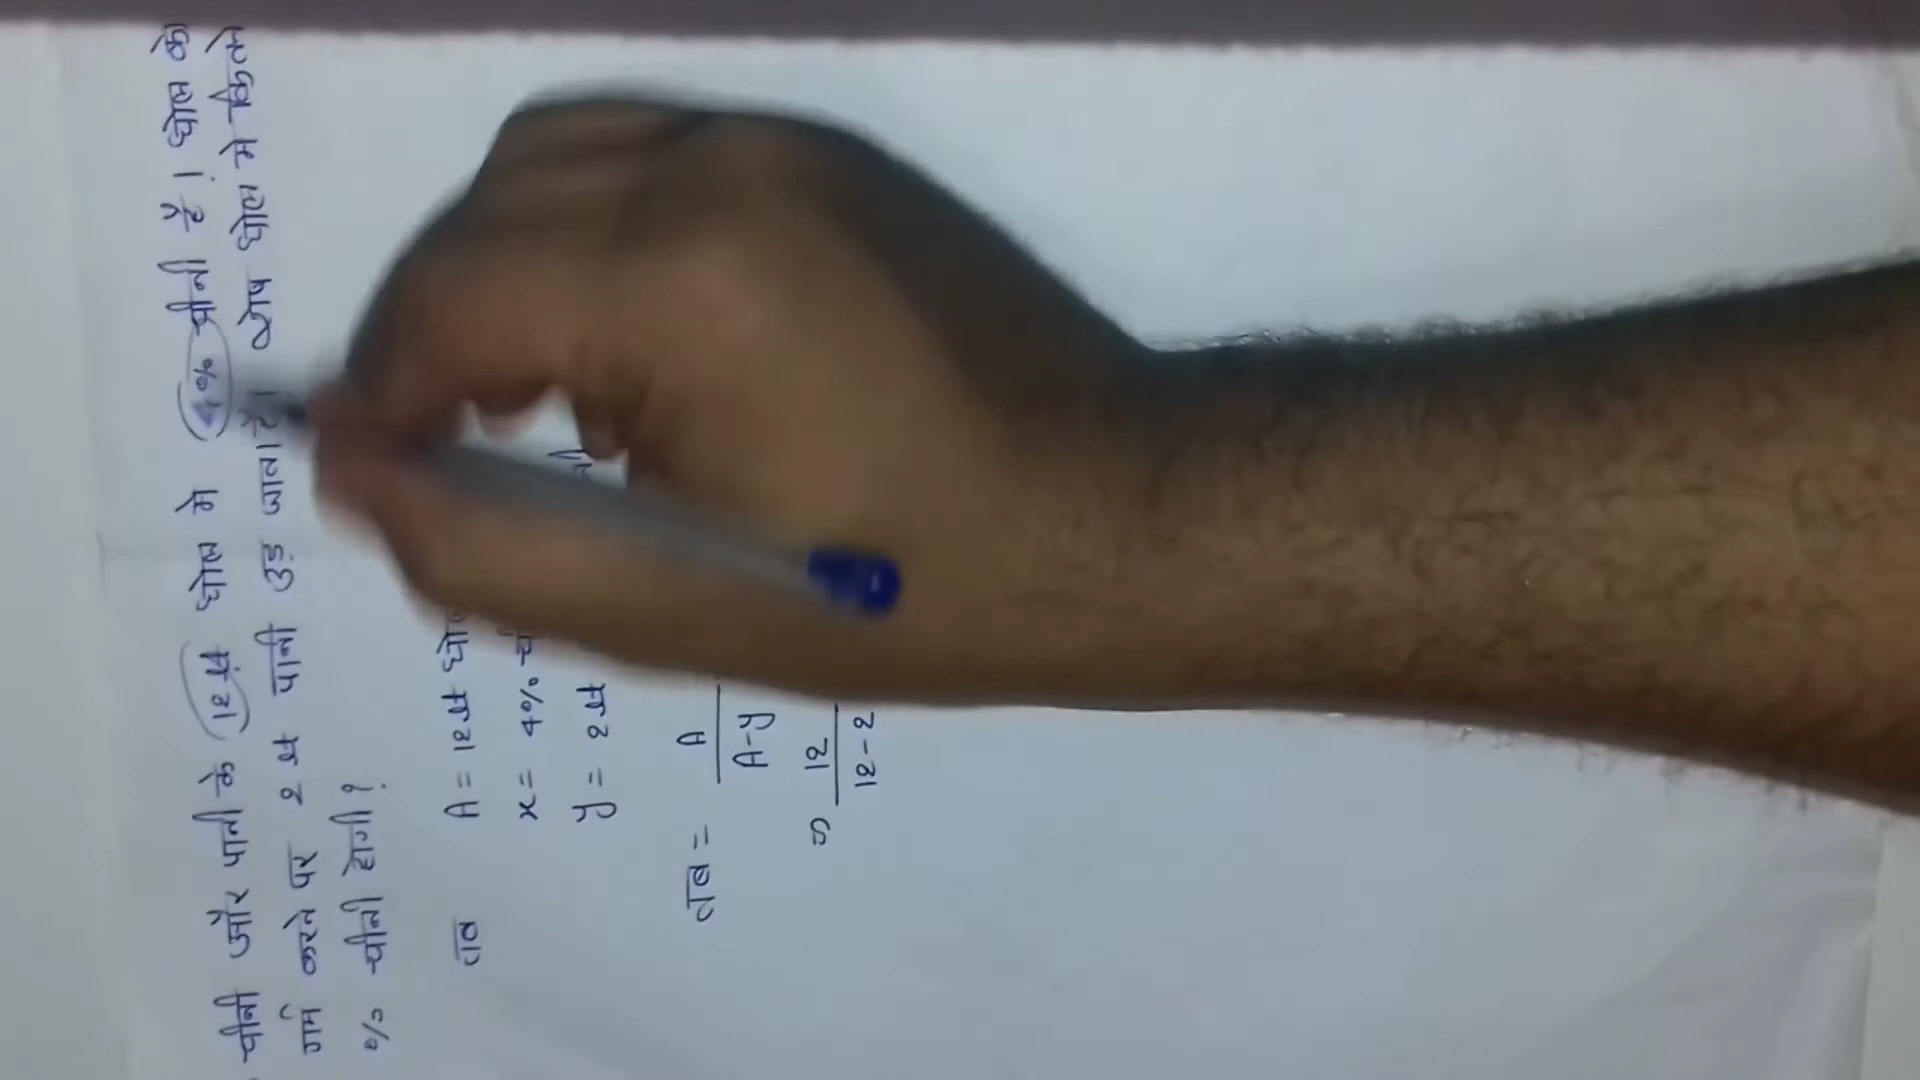 चीनी और पानी के 12 ली घोल में 4% चीनी है। घोल के
गर्म करने पर 2 ली पानी उड़ जाता है। शेष घोल में कितने
% चीनी होगी?
तब A = 12 ली
x = 4%
y = 2 ली
तब = A
A-y
12
12-2